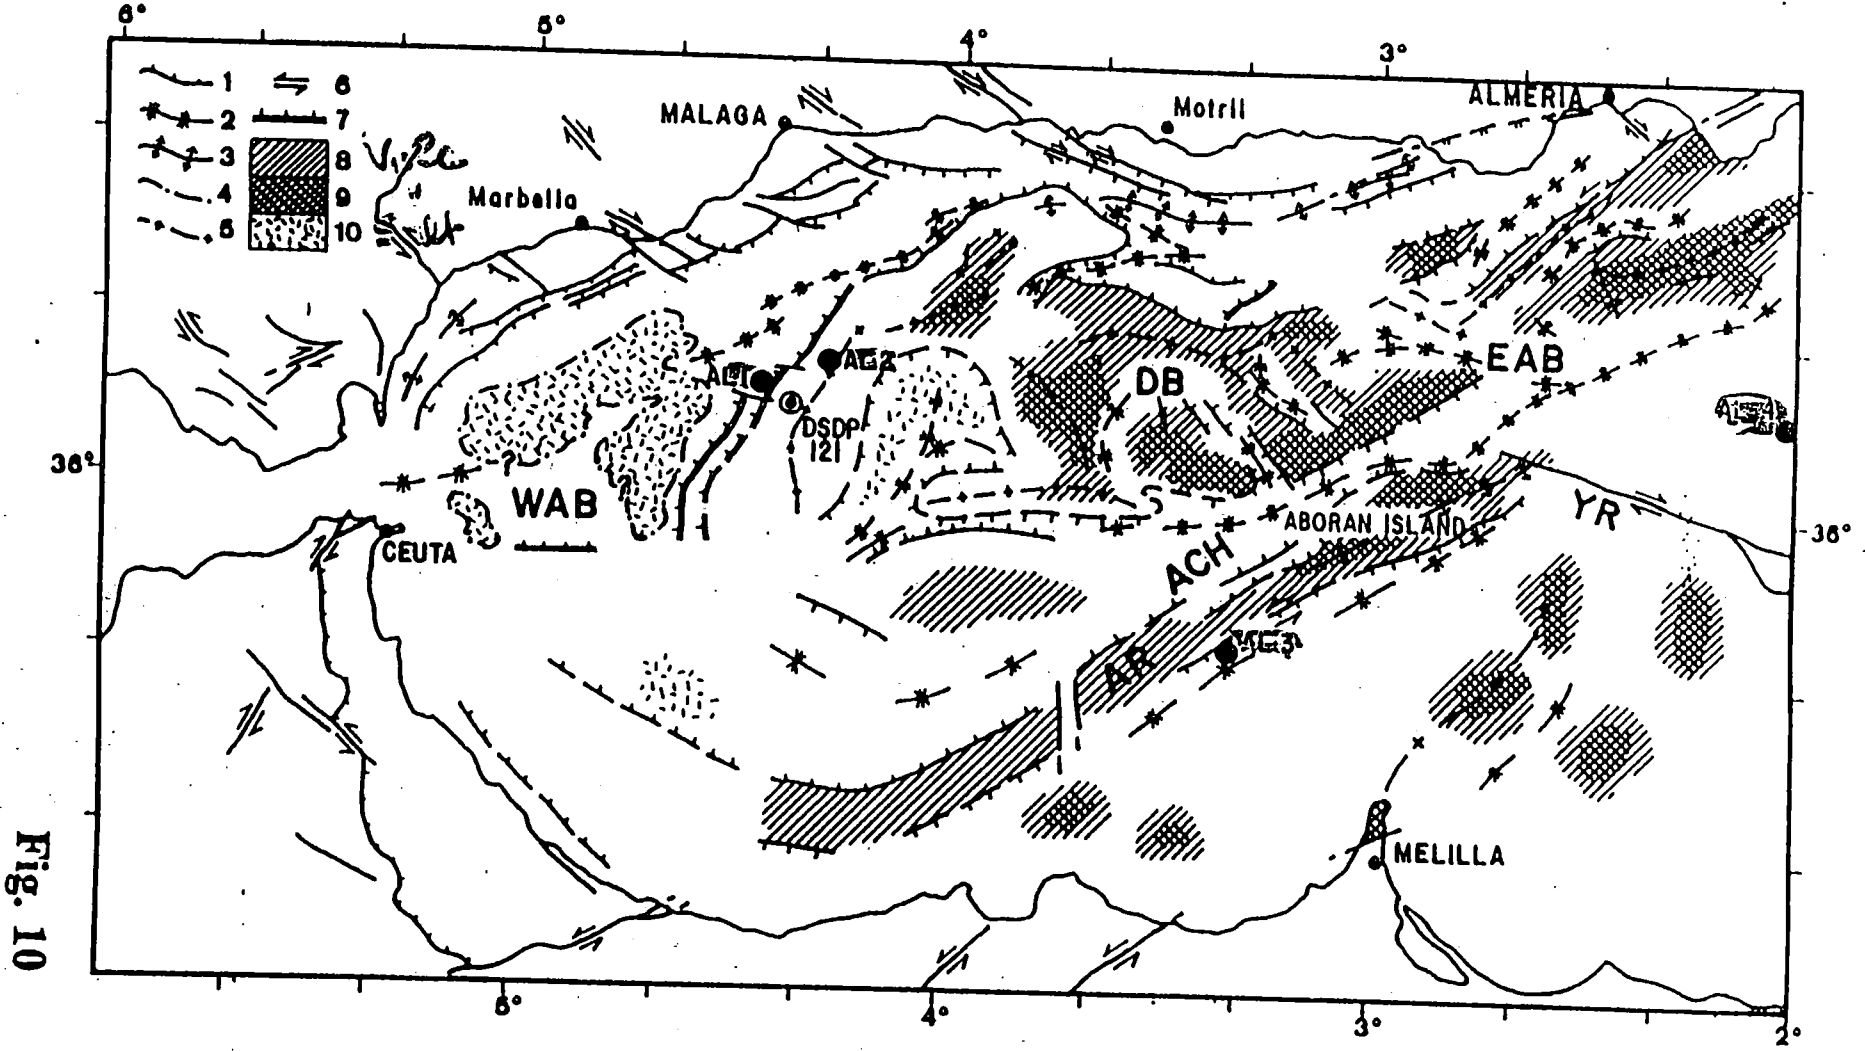 6° 5° 4° 3°
1 6
2 7
3 8
4 9
5 10
MALAGA
Motril
ALMERIA
Marbella
DB
EAB
DSDP
121
36°
WAB
CEUTA
YR
ABORAN ISLAND
36°
ACH
AR
MELILLA
5° 4° 3° 2°
Fig. 10